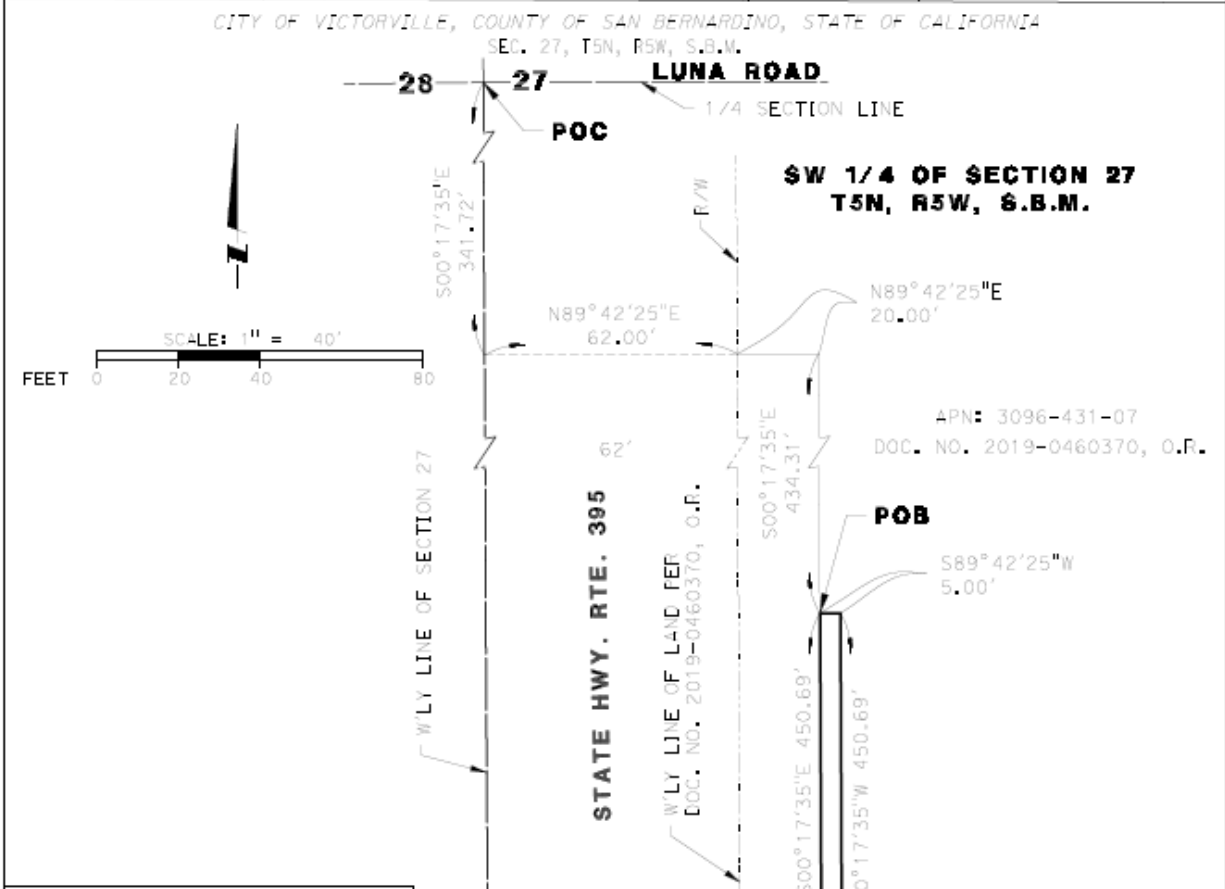 CITY OF VICTORVILLE, COUNTY OF SAN BERNARDINO, STATE OF CALIFORNIA
SEC. 27, T5N, R5W, S.B.M.
28
27
LUNA ROAD
1/4 SECTION LINE
POC
SW 1/4 OF SECTION 27
T5N, R5W, S.B.M.
R/W
S00°17'35"E
341.72'
N
N89°42'25"E
20.00'
N89°42'25"E
62.00'
SCALE: 1" = 40'
FEET 0 20 40 80
APN: 3096-431-07
DOC. NO. 2019-0460370, O.R.
62'
S00°17'35"E
434.31'
W'LY LINE OF SECTION 27
STATE HWY. RTE. 395
W'LY LINE OF LAND PER
DOC. NO. 2019-0460370, O.R.
POB
S89°42'25"W
5.00'
S00°17'35"E 450.69'
0°17'35"W 450.69'